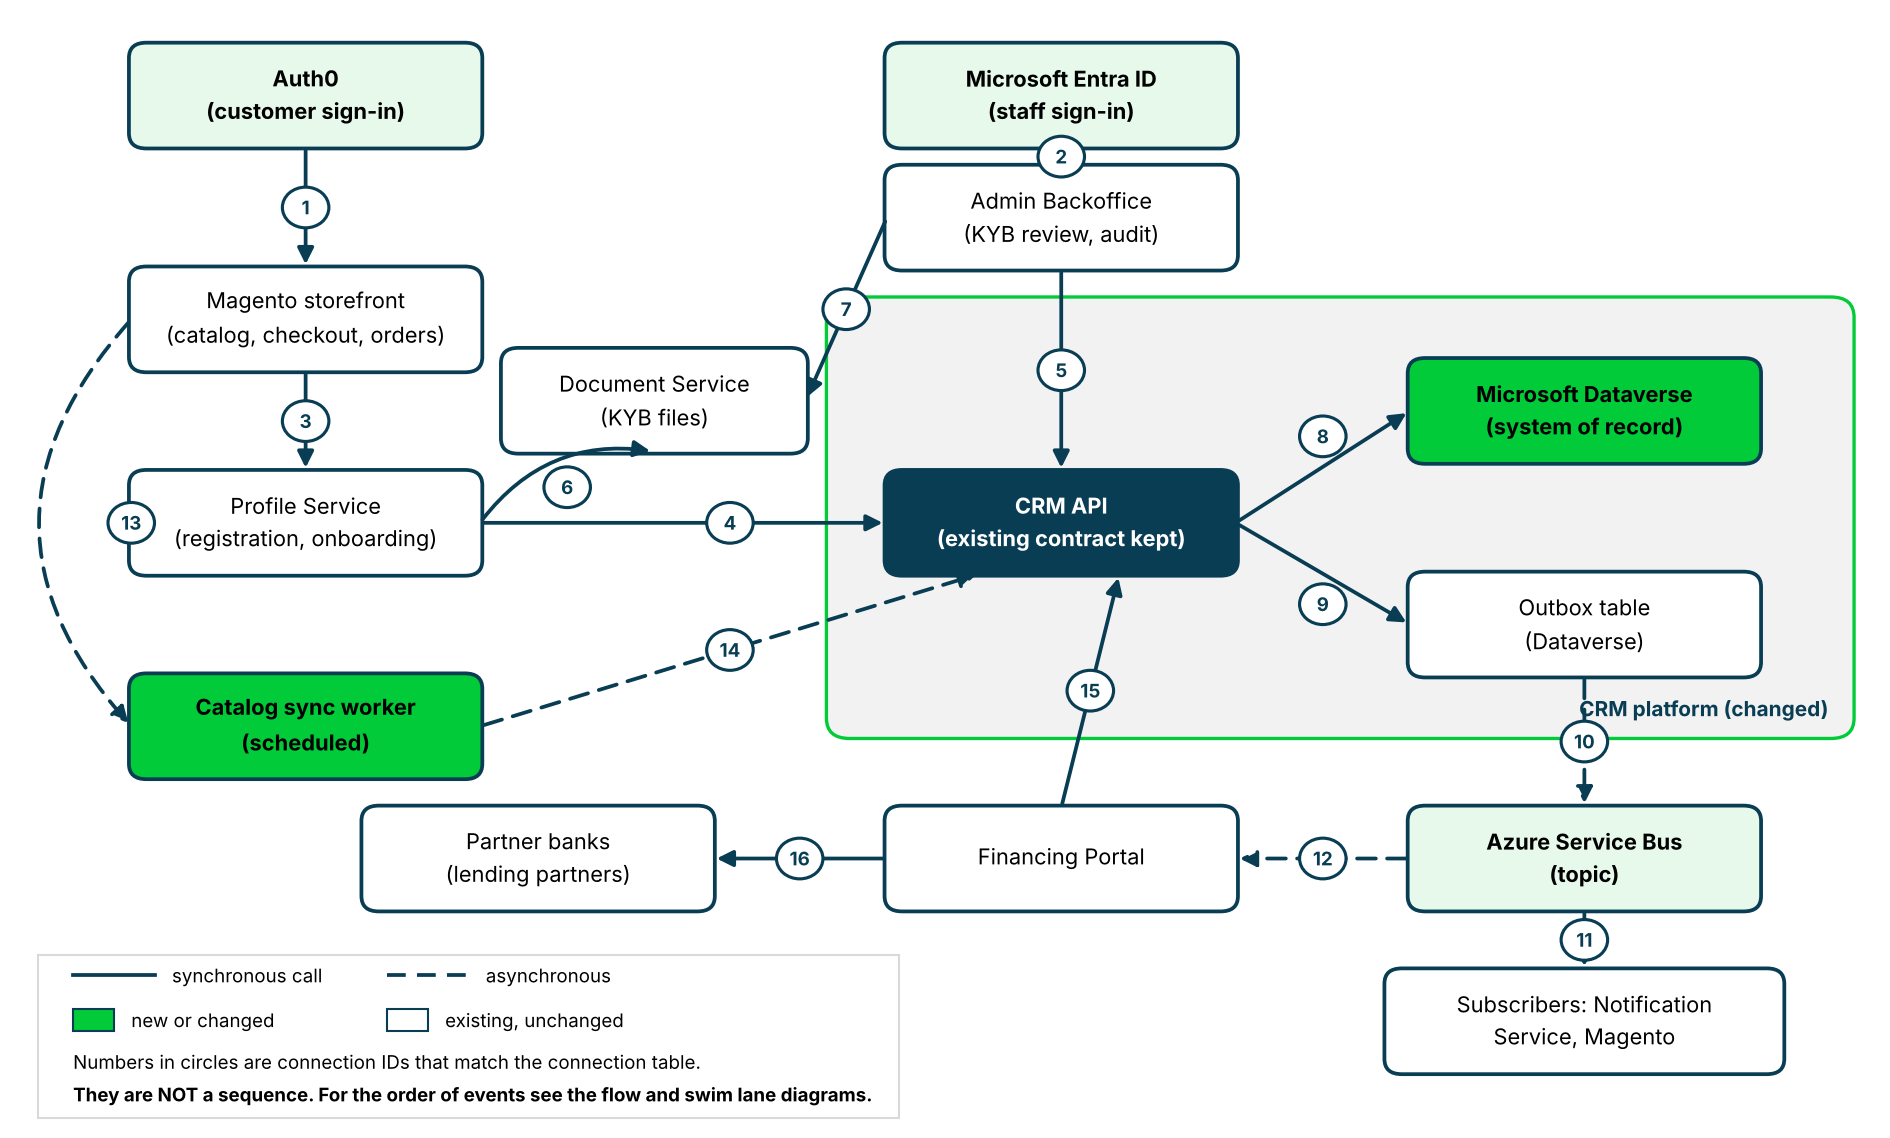 Auth0
(customer sign-in)
Microsoft Entra ID
(staff sign-in)
2
Admin Backoffice
(KYB review, audit)
1
Magento storefront
(catalog, checkout, orders)
7
Document Service
(KYB files)
5
Microsoft Dataverse
(system of record)
3
8
6
Profile Service
(registration, onboarding)
13
4
CRM API
(existing contract kept)
9
Outbox table
(Dataverse)
14
15
CRM platform (changed)
Catalog sync worker
(scheduled)
10
Partner banks
(lending partners)
16
Financing Portal
12
Azure Service Bus
(topic)
11
Subscribers: Notification
Service, Magento
synchronous call
asynchronous
new or changed
existing, unchanged
Numbers in circles are connection IDs that match the connection table.
They are NOT a sequence. For the order of events see the flow and swim lane diagrams.